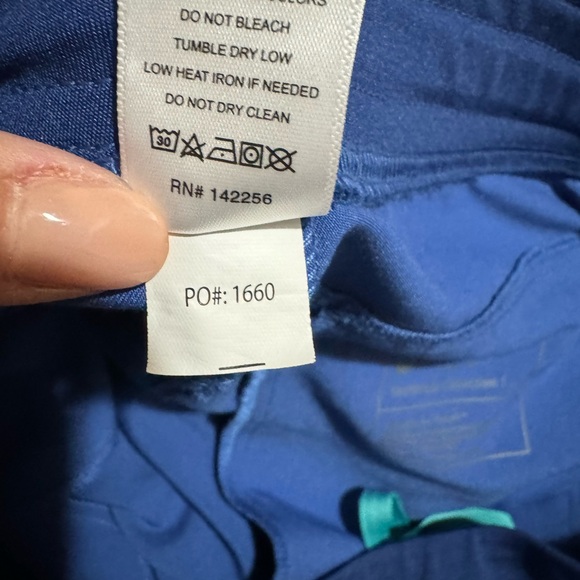 COLORS
DO NOT BLEACH
TUMBLE DRY LOW
LOW HEAT IRON IF NEEDED
DO NOT DRY CLEAN
30
RN# 142256
PO#: 1660